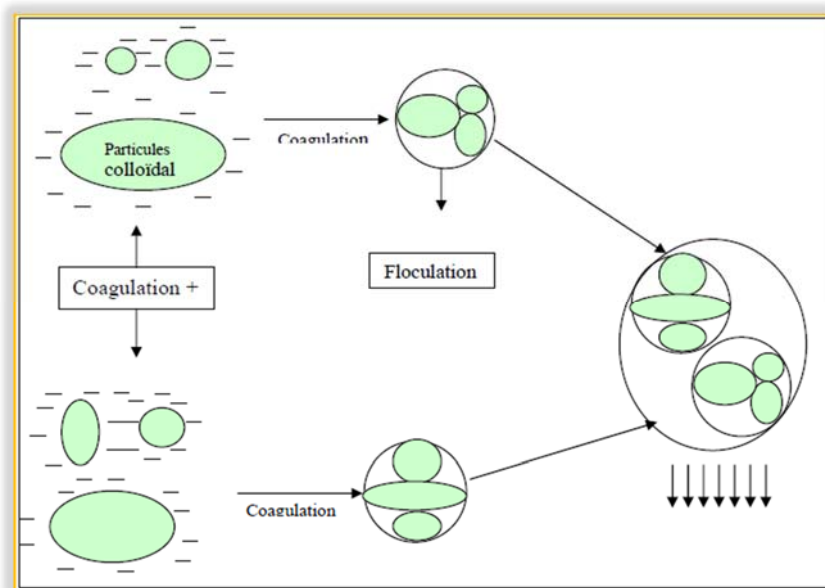 Particules
colloïdal
Coagulation
Floculation
Coagulation +
Coagulation